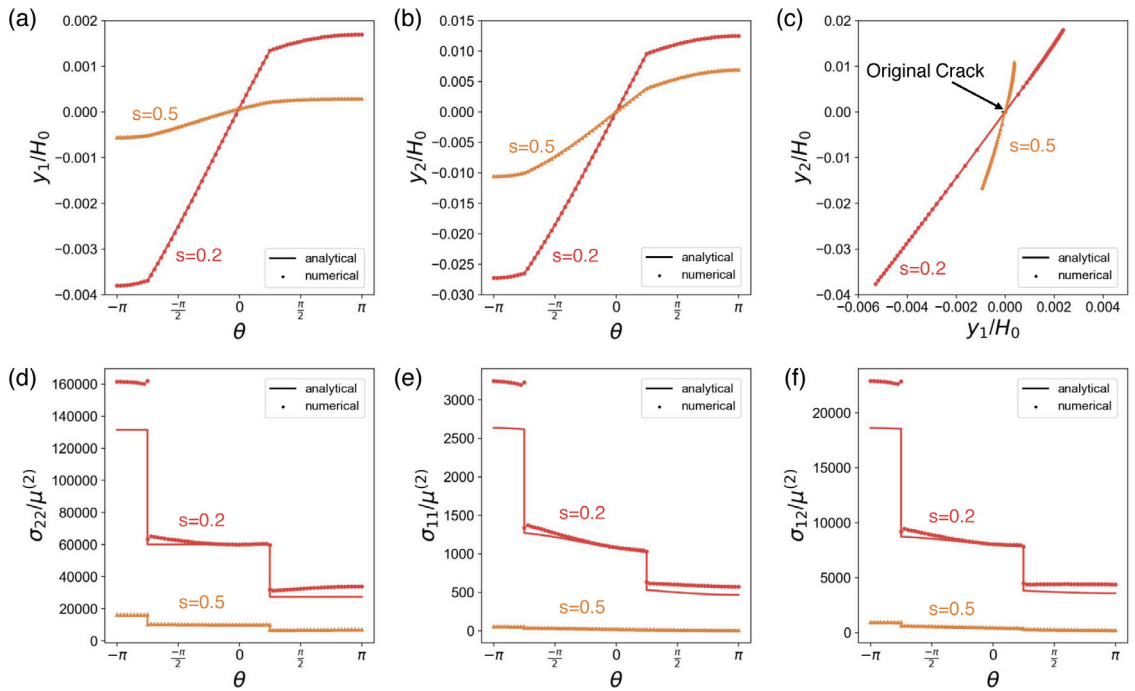 (a)
0.002
0.001
0.000
−0.001
−0.002
−0.003
−0.004
y₁/H₀
s=0.5
s=0.2
analytical
numerical
−π
−π/2
0
π/2
π
θ
(b)
0.015
0.010
0.005
0.000
−0.005
−0.010
−0.015
−0.020
−0.025
−0.030
y₂/H₀
s=0.5
s=0.2
analytical
numerical
−π
−π/2
0
π/2
π
θ
(c)
0.02
0.01
0.00
−0.01
−0.02
−0.03
−0.04
y₂/H₀
Original Crack
s=0.5
s=0.2
analytical
numerical
−0.006
−0.004
−0.002
0.000
0.002
0.004
y₁/H₀
(d)
160000
140000
120000
100000
80000
60000
40000
20000
0
σ₂₂/μ⁽²⁾
analytical
numerical
s=0.2
s=0.5
−π
−π/2
0
π/2
π
θ
(e)
3000
2500
2000
1500
1000
500
0
σ₁₁/μ⁽²⁾
analytical
numerical
s=0.2
s=0.5
−π
−π/2
0
π/2
π
θ
(f)
20000
15000
10000
5000
0
σ₁₂/μ⁽²⁾
analytical
numerical
s=0.2
s=0.5
−π
−π/2
0
π/2
π
θ